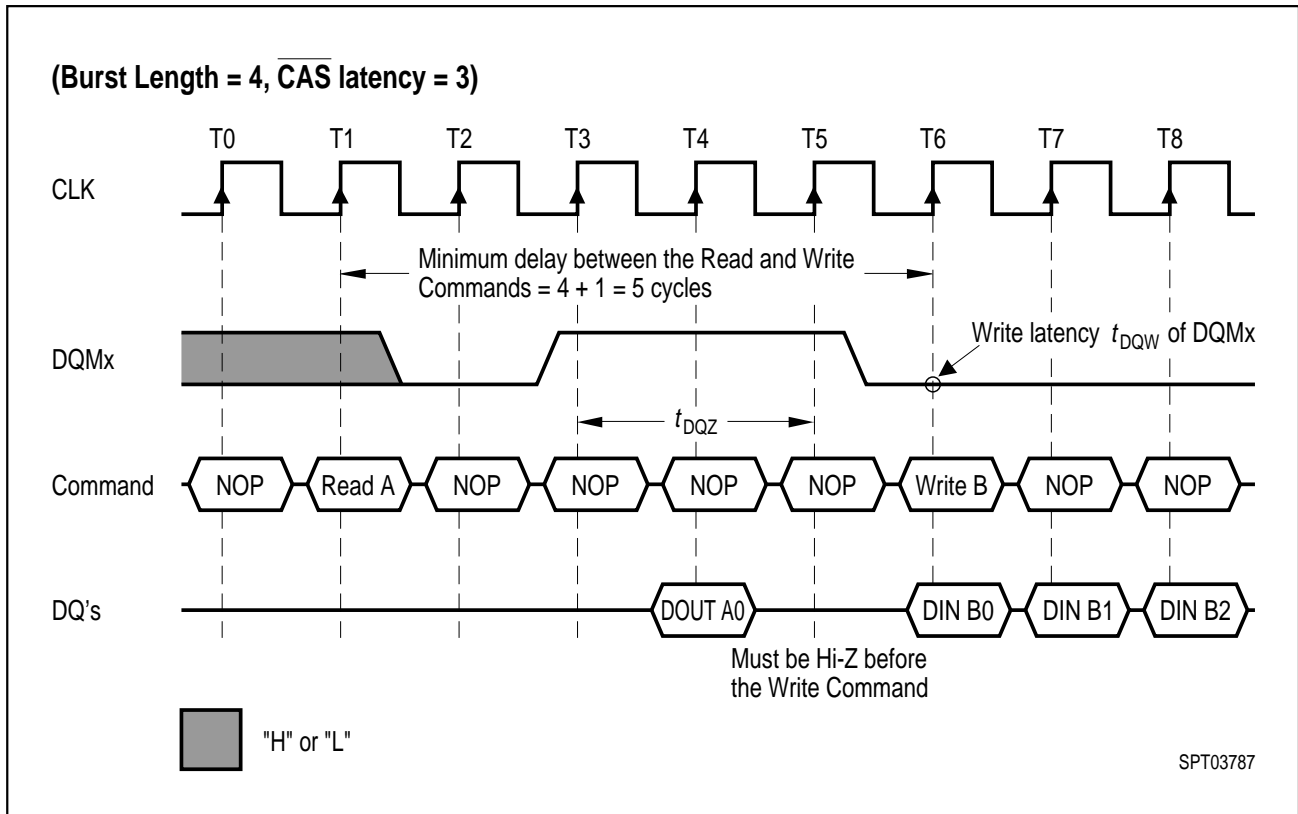 (Burst Length = 4, C̅A̅S̅ latency = 3)
T0 T1 T2 T3 T4 T5 T6 T7 T8
CLK
Minimum delay between the Read and Write
Commands = 4 + 1 = 5 cycles
DQMx
Write latency tDQW of DQMx
tDQZ
Command NOP Read A NOP NOP NOP NOP Write B NOP NOP
DQ's DOUT A0 DIN B0 DIN B1 DIN B2
Must be Hi-Z before
the Write Command
"H" or "L"
SPT03787